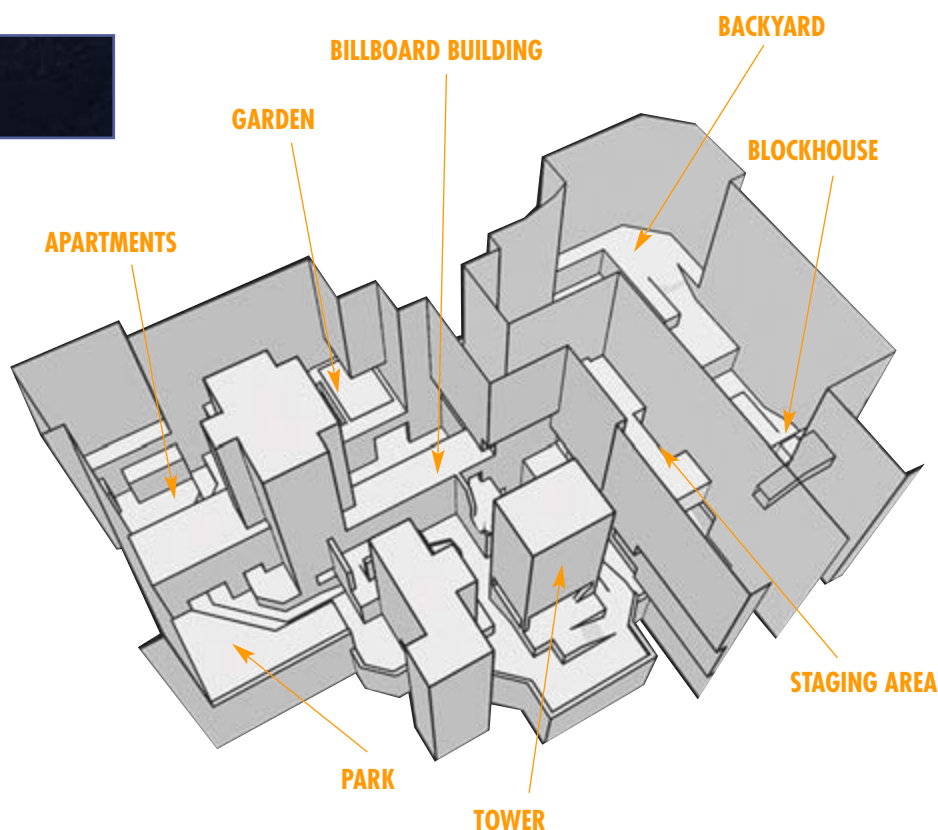 BACKYARD
BILLBOARD BUILDING
GARDEN
BLOCKHOUSE
APARTMENTS
STAGING AREA
PARK
TOWER